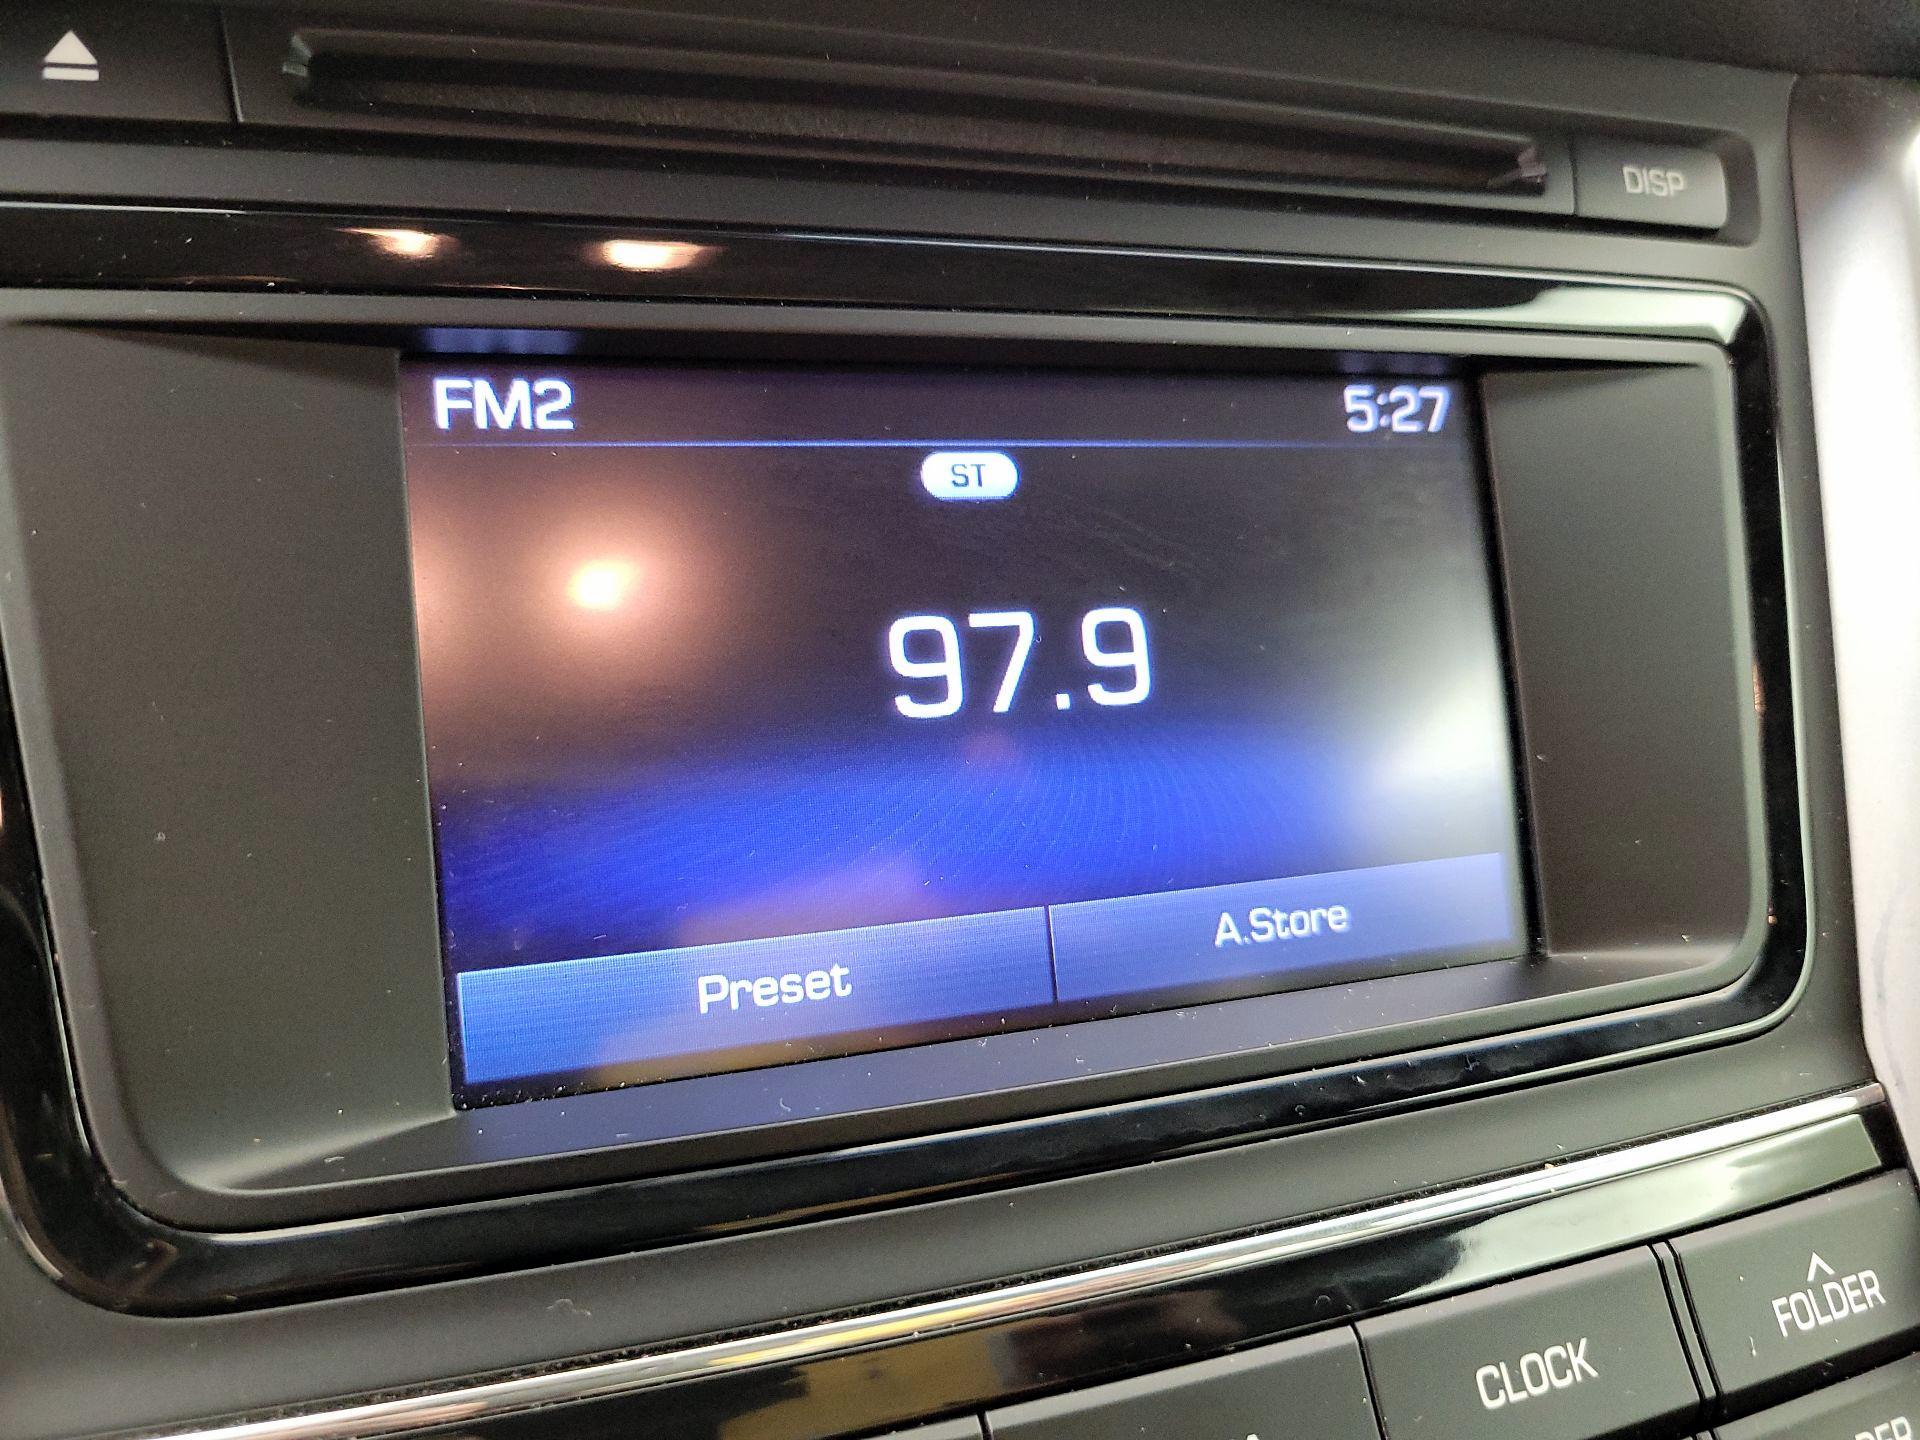 DISP
FM2 5:27
ST
97.9
Preset A.Store
FOLDER
CLOCK